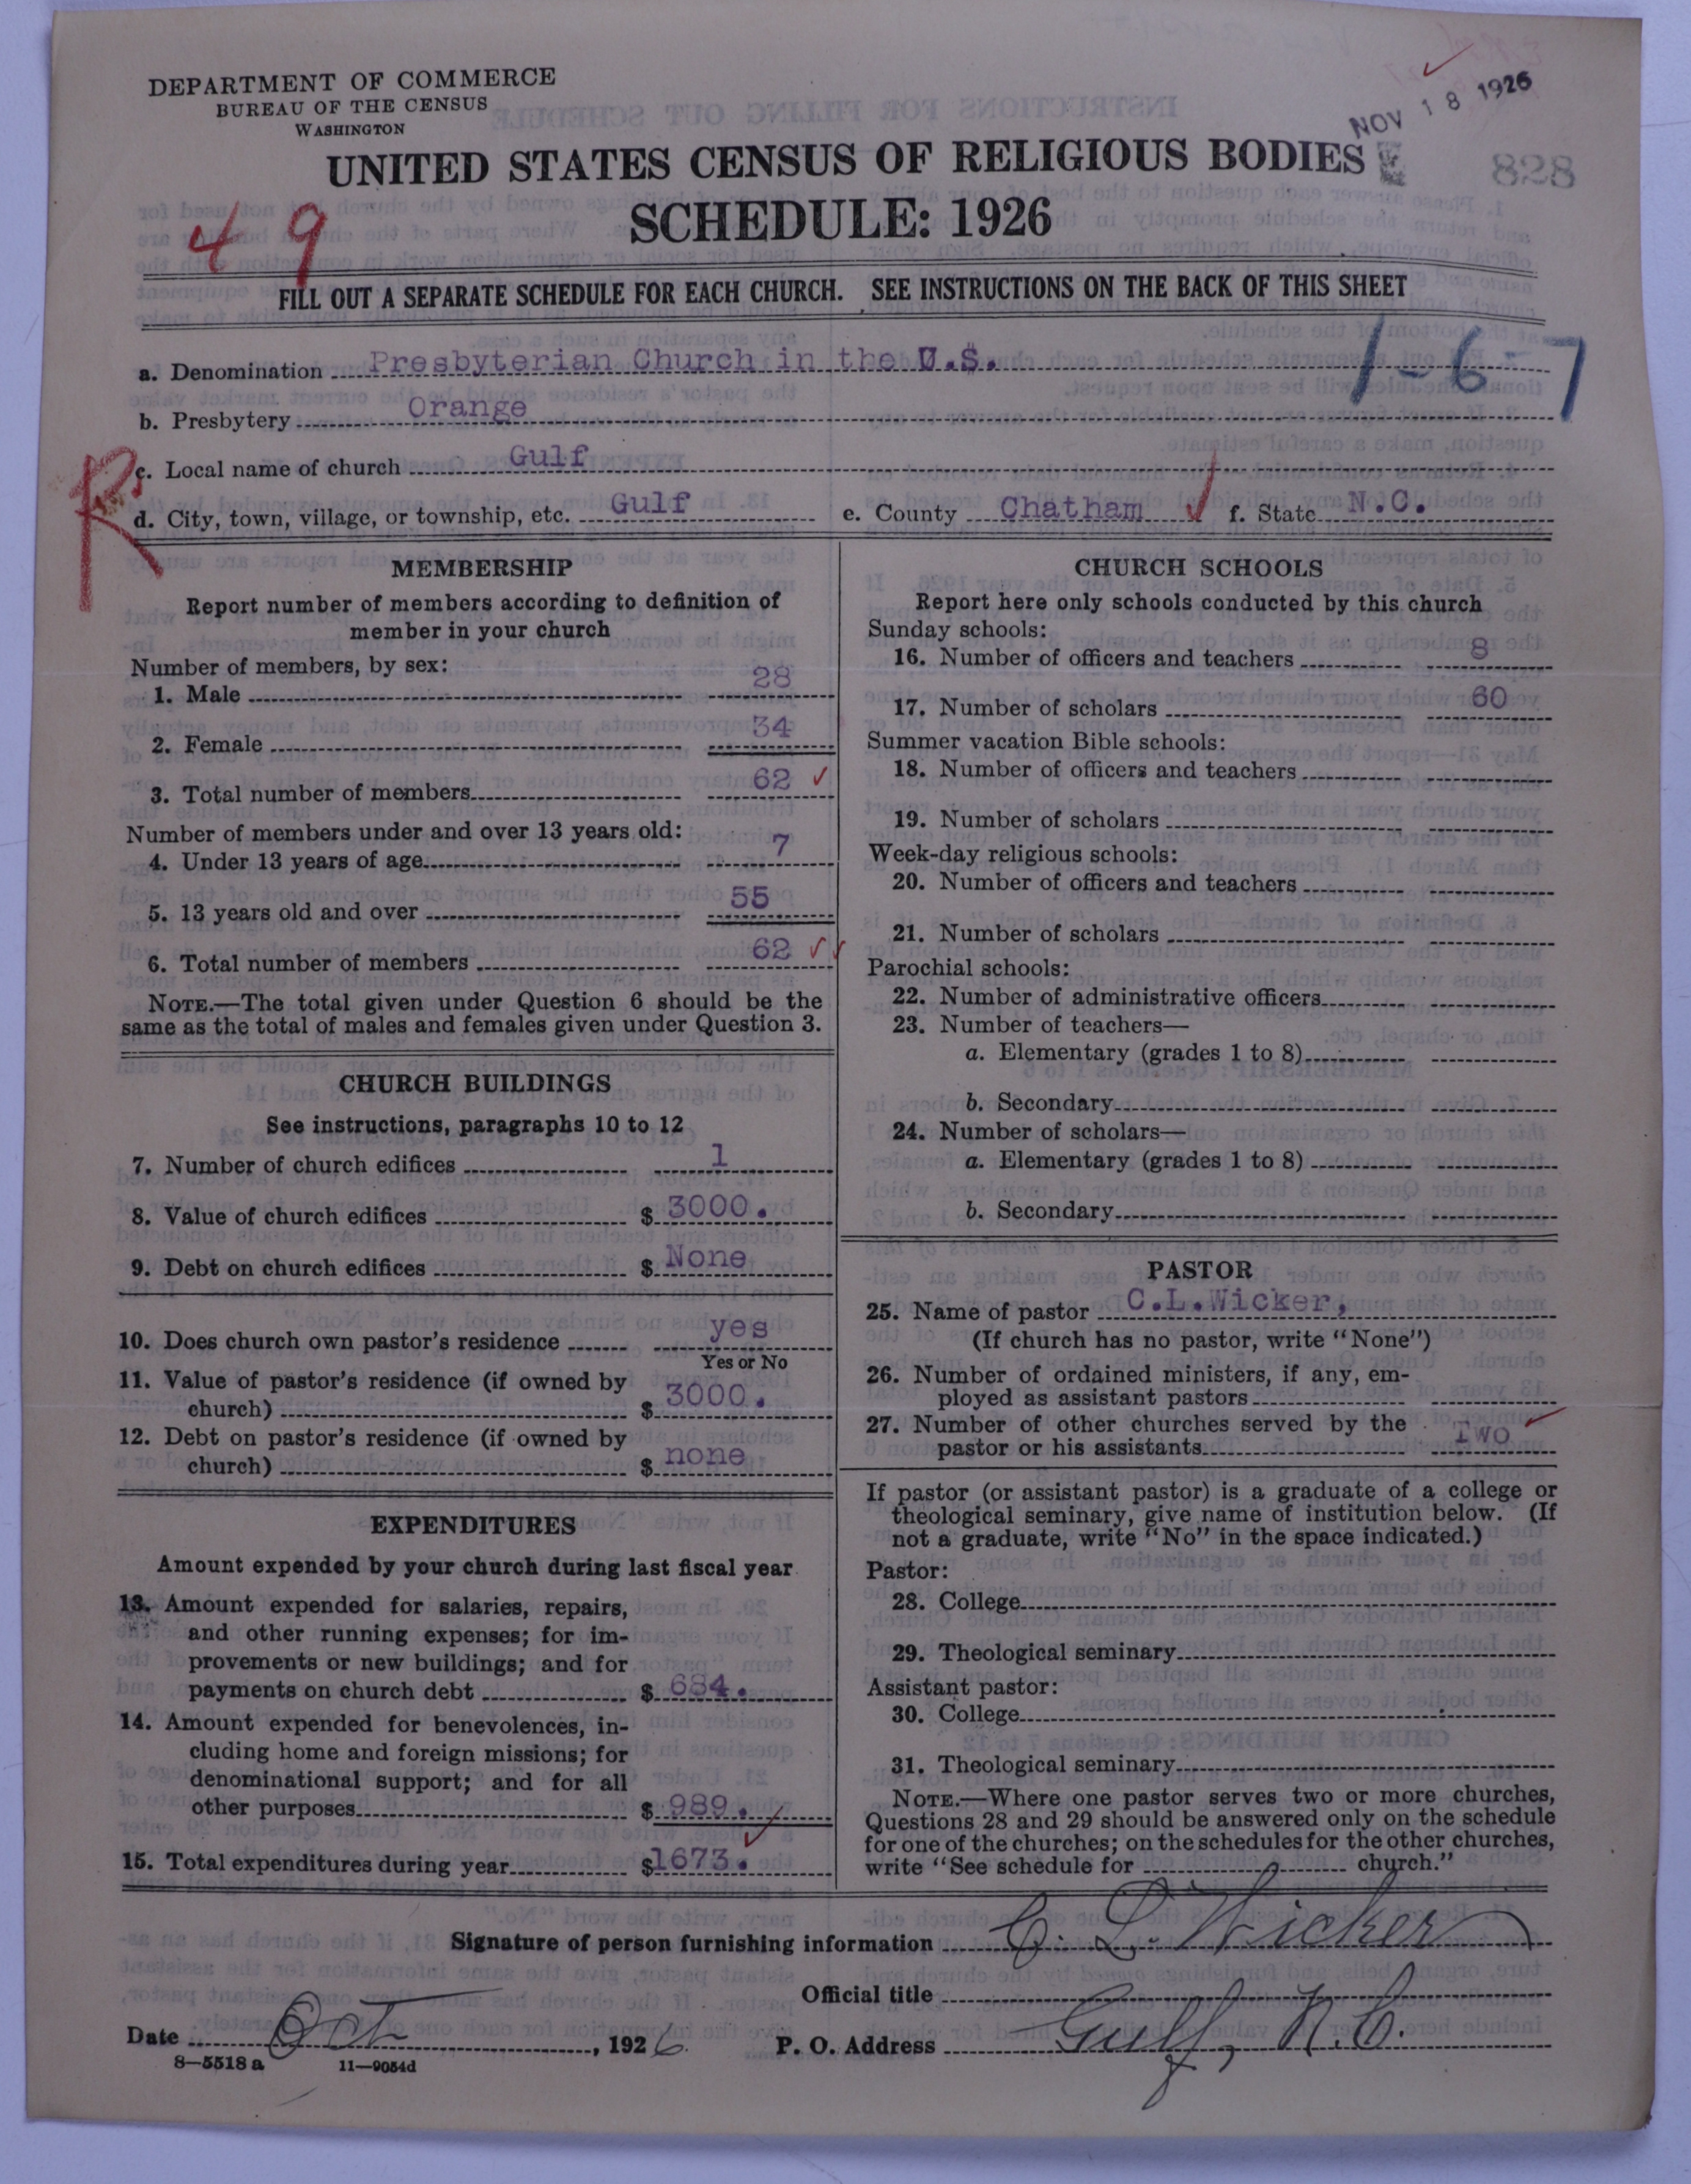 DEPARTMENT OF COMMERCE
BUREAU OF THE CENSUS
WASHINGTON
NOV 18 1926
828
UNITED STATES CENSUS OF RELIGIOUS BODIES
SCHEDULE: 1926
49
FILL OUT A SEPARATE SCHEDULE FOR EACH CHURCH. SEE INSTRUCTIONS ON THE BACK OF THIS SHEET
1-6-7
a. Denomination Presbyterian Church in the U.S.
b. Presbytery Orange
R
c. Local name of church Gulf
d. City, town, village, or township, etc. Gulf e. County Chatham f. State N.C.
MEMBERSHIP
Report number of members according to definition of
member in your church
Number of members, by sex:
1. Male 28
2. Female 34
3. Total number of members 62
Number of members under and over 13 years old:
4. Under 13 years of age 7
5. 13 years old and over 55
6. Total number of members 62
NOTE.—The total given under Question 6 should be the
same as the total of males and females given under Question 3.
CHURCH BUILDINGS
See instructions, paragraphs 10 to 12
7. Number of church edifices 1
8. Value of church edifices $ 3000.
9. Debt on church edifices $ None
10. Does church own pastor's residence yes
Yes or No
11. Value of pastor's residence (if owned by
church) $ 3000.
12. Debt on pastor's residence (if owned by
church) $ none
EXPENDITURES
Amount expended by your church during last fiscal year
13. Amount expended for salaries, repairs,
and other running expenses; for im-
provements or new buildings; and for
payments on church debt $ 684.
14. Amount expended for benevolences, in-
cluding home and foreign missions; for
denominational support; and for all
other purposes $ 989.
15. Total expenditures during year $1673.
CHURCH SCHOOLS
Report here only schools conducted by this church
Sunday schools:
16. Number of officers and teachers 8
17. Number of scholars 60
Summer vacation Bible schools:
18. Number of officers and teachers
19. Number of scholars
Week-day religious schools:
20. Number of officers and teachers
21. Number of scholars
Parochial schools:
22. Number of administrative officers
23. Number of teachers—
a. Elementary (grades 1 to 8)
b. Secondary
24. Number of scholars—
a. Elementary (grades 1 to 8)
b. Secondary
PASTOR
25. Name of pastor C.L.Wicker,
(If church has no pastor, write "None")
26. Number of ordained ministers, if any, em-
ployed as assistant pastors
27. Number of other churches served by the
pastor or his assistants Two
If pastor (or assistant pastor) is a graduate of a college or
theological seminary, give name of institution below. (If
not a graduate, write "No" in the space indicated.)
Pastor:
28. College
29. Theological seminary
Assistant pastor:
30. College
31. Theological seminary
NOTE.—Where one pastor serves two or more churches,
Questions 28 and 29 should be answered only on the schedule
for one of the churches; on the schedules for the other churches,
write "See schedule for church."
Signature of person furnishing information C. L. Wicker
Official title
Date Oct, 1926 P. O. Address Gulf, N.C.
8—5518a 11—9054d